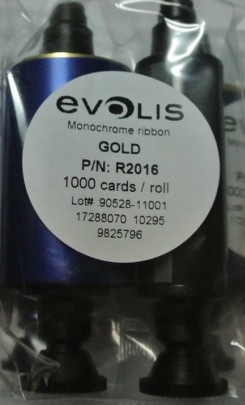 evolis
Monochrome ribbon
GOLD
P/N: R2016
1000 cards / roll
Lot# :90528-11001
17288070 10295
9825796